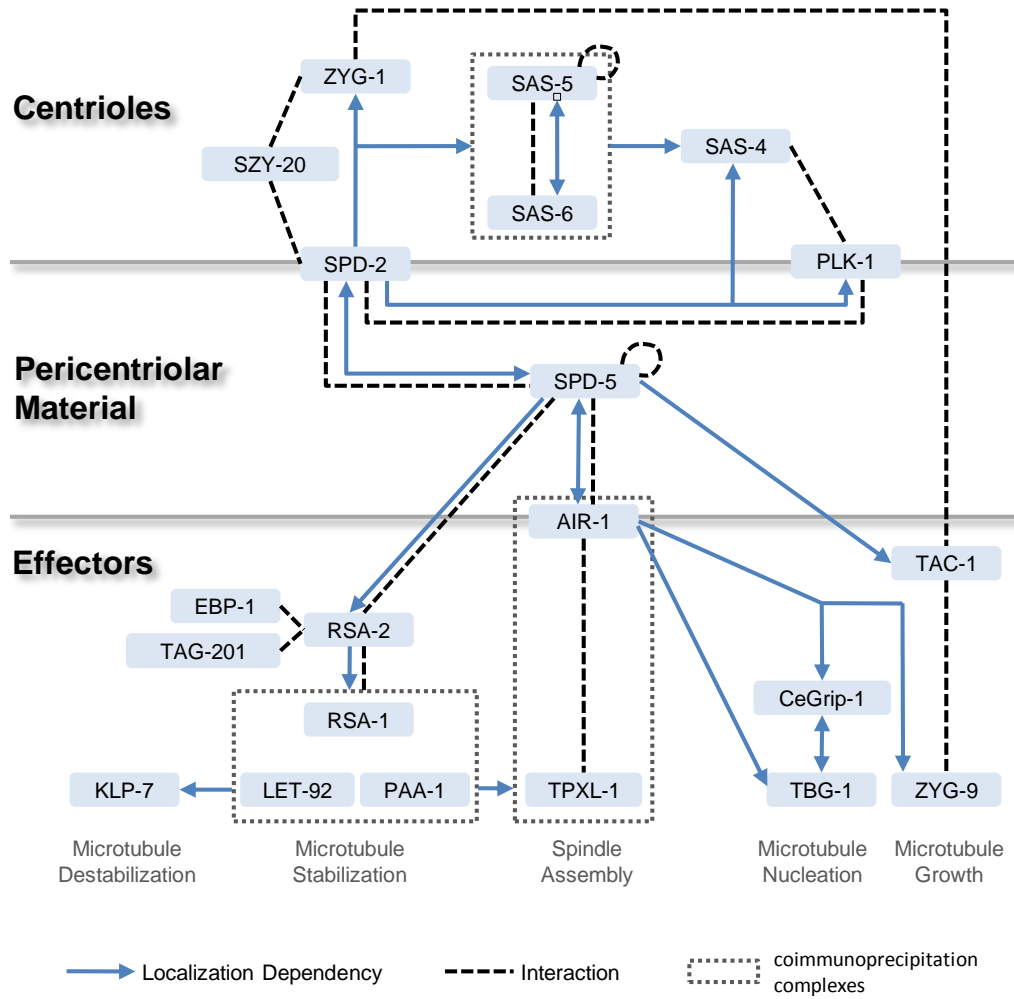 ZYG-1
SAS-5
Centrioles
SZY-20
SAS-4
SAS-6
SPD-2
PLK-1
Pericentriolar
Material
SPD-5
AIR-1
Effectors
TAC-1
EBP-1
RSA-2
TAG-201
CeGrip-1
RSA-1
KLP-7
LET-92
PAA-1
TPXL-1
TBG-1
ZYG-9
Microtubule
Destabilization
Microtubule
Stabilization
Spindle
Assembly
Microtubule
Nucleation
Microtubule
Growth
Localization Dependency
Interaction
coimmunoprecipitation
complexes